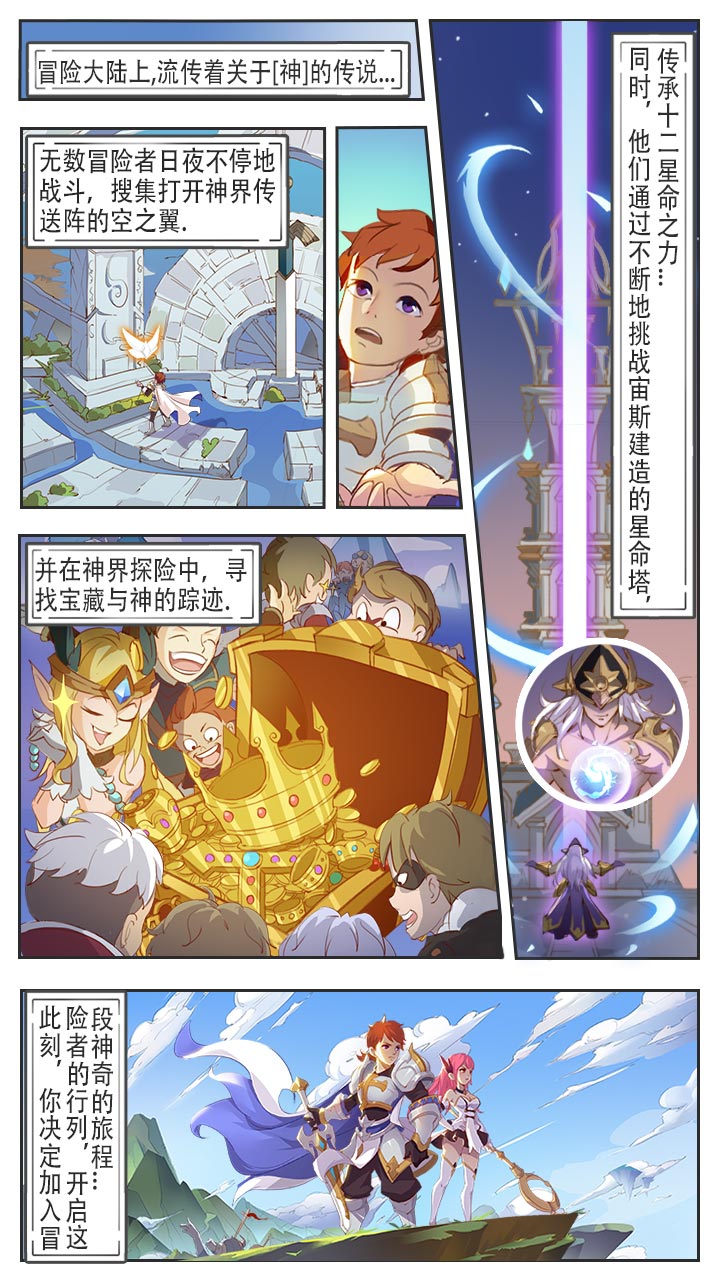 冒险大陆上,流传着关于[神]的传说...
无数冒险者日夜不停地
战斗，搜集打开神界传
送阵的空之翼.
并在神界探险中，寻
找宝藏与神的踪迹.
同时，他们通过不断地挑战宙斯建造的星命塔，
传承十二星命之力…
此刻，你决定加入冒
险者的行列，开启这
段神奇的旅程…